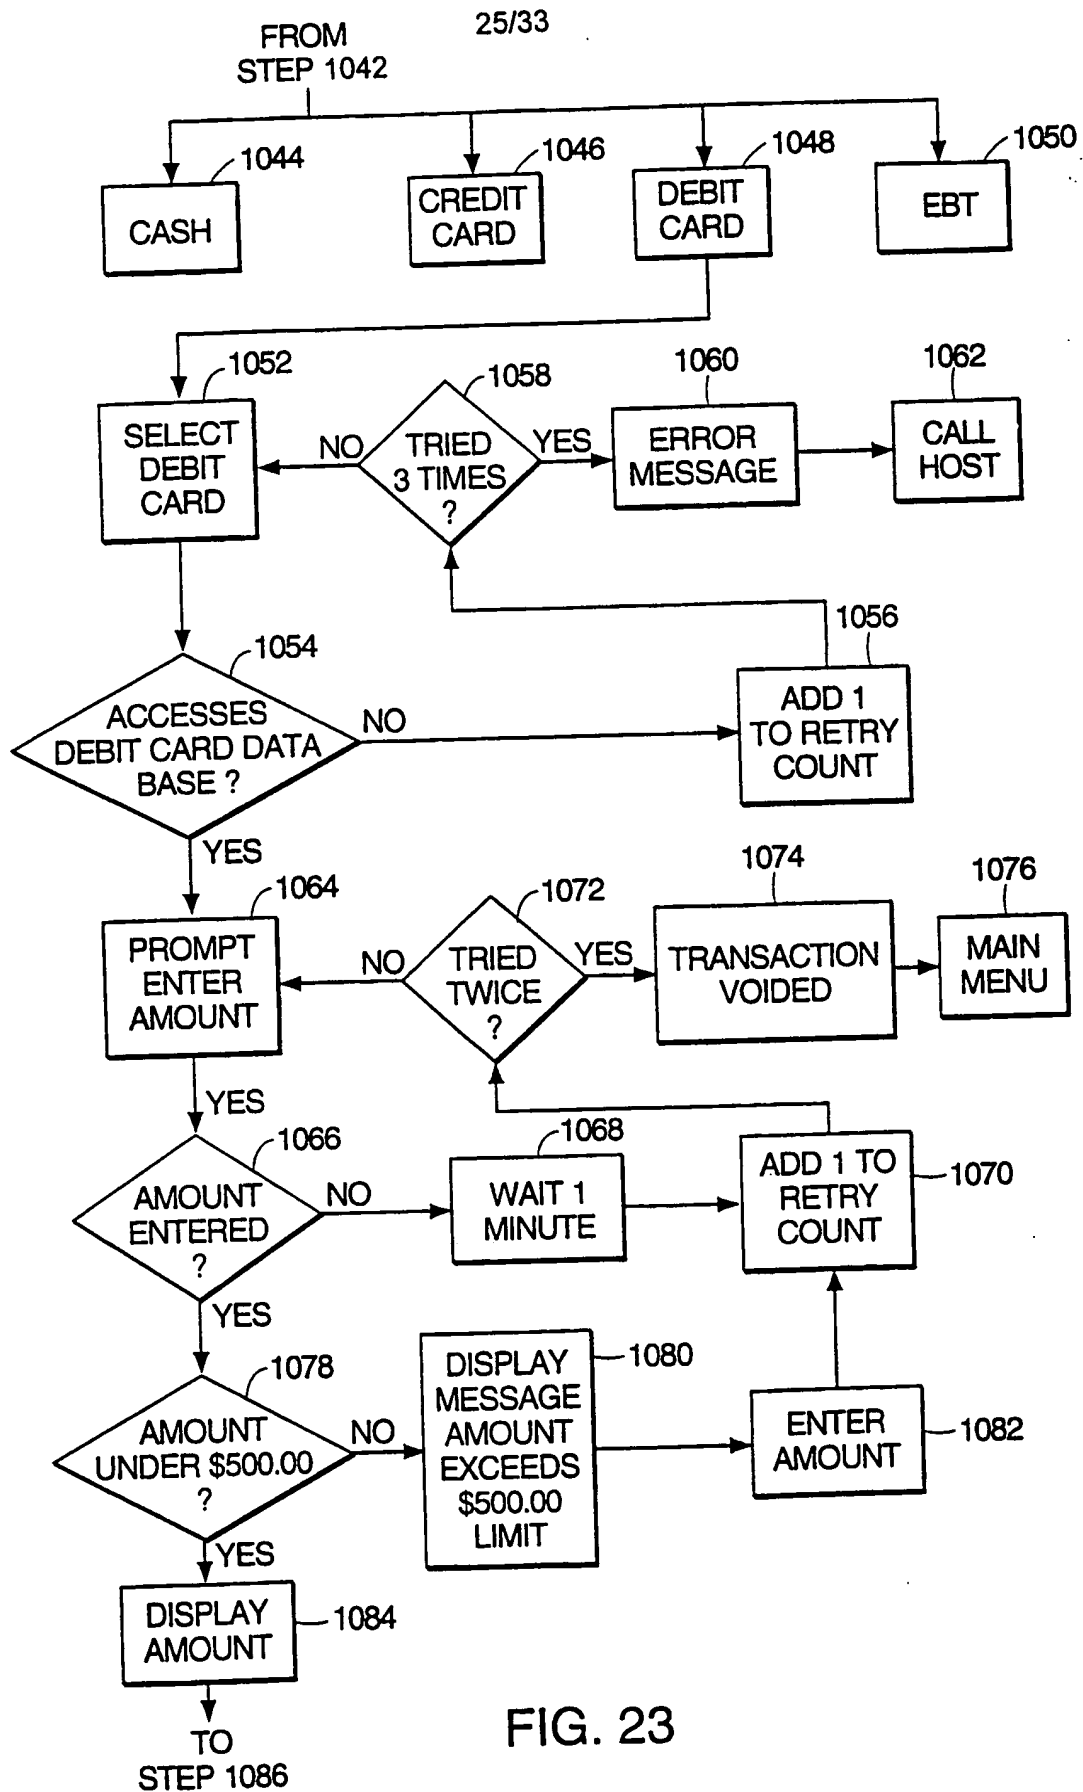 25/33
FROM
STEP 1042
1044
1046
1048
1050
CASH
CREDIT
CARD
DEBIT
CARD
EBT
1052
1058
1060
1062
SELECT
DEBIT
CARD
NO
TRIED
3 TIMES
?
YES
ERROR
MESSAGE
CALL
HOST
1054
1056
ACCESSES
DEBIT CARD DATA
BASE ?
NO
ADD 1
TO RETRY
COUNT
YES
1064
1072
1074
1076
PROMPT
ENTER
AMOUNT
NO
TRIED
TWICE
?
YES
TRANSACTION
VOIDED
MAIN
MENU
YES
1066
1068
1070
AMOUNT
ENTERED
?
NO
WAIT 1
MINUTE
ADD 1 TO
RETRY
COUNT
YES
1078
1080
1082
AMOUNT
UNDER $500.00
?
NO
DISPLAY
MESSAGE
AMOUNT
EXCEEDS
$500.00
LIMIT
ENTER
AMOUNT
YES
DISPLAY
AMOUNT
1084
TO
STEP 1086
FIG. 23